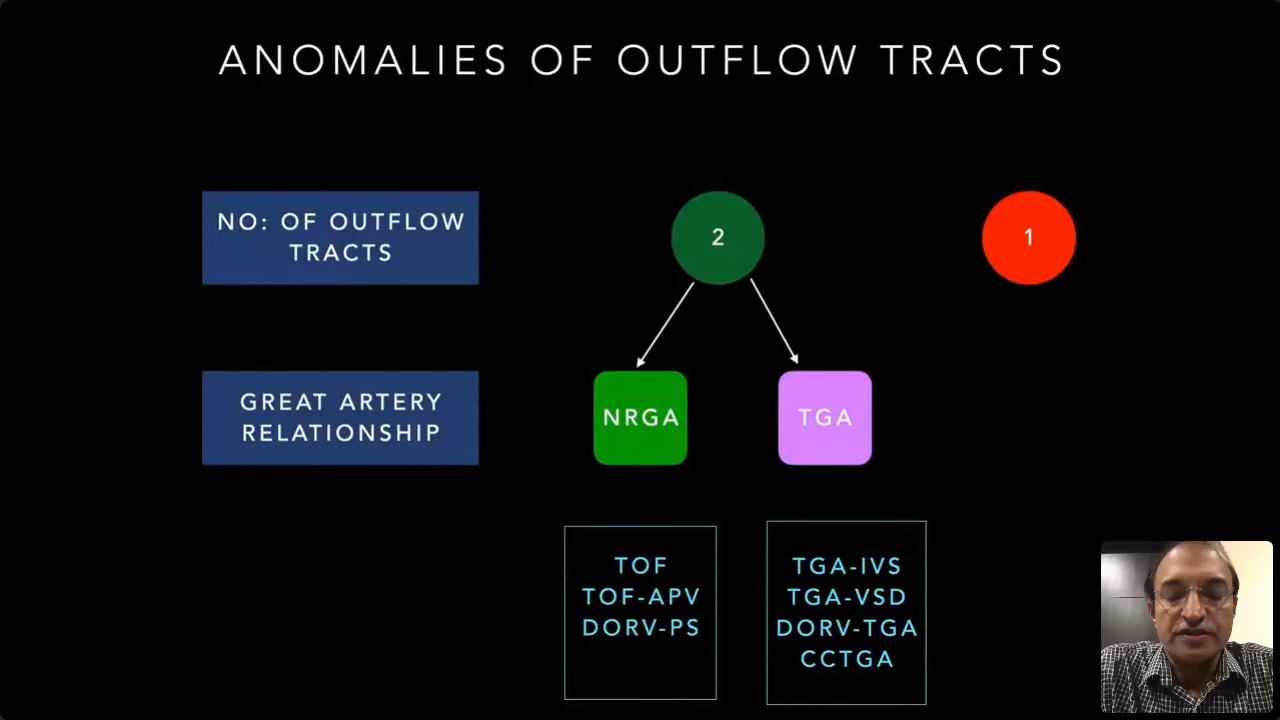 ANOMALIES OF OUTFLOW TRACTS
NO: OF OUTFLOW
TRACTS
2
1
GREAT ARTERY
RELATIONSHIP
NRGA
TGA
TOF
TOF-APV
DORV-PS
TGA-IVS
TGA-VSD
DORV-TGA
CCTGA